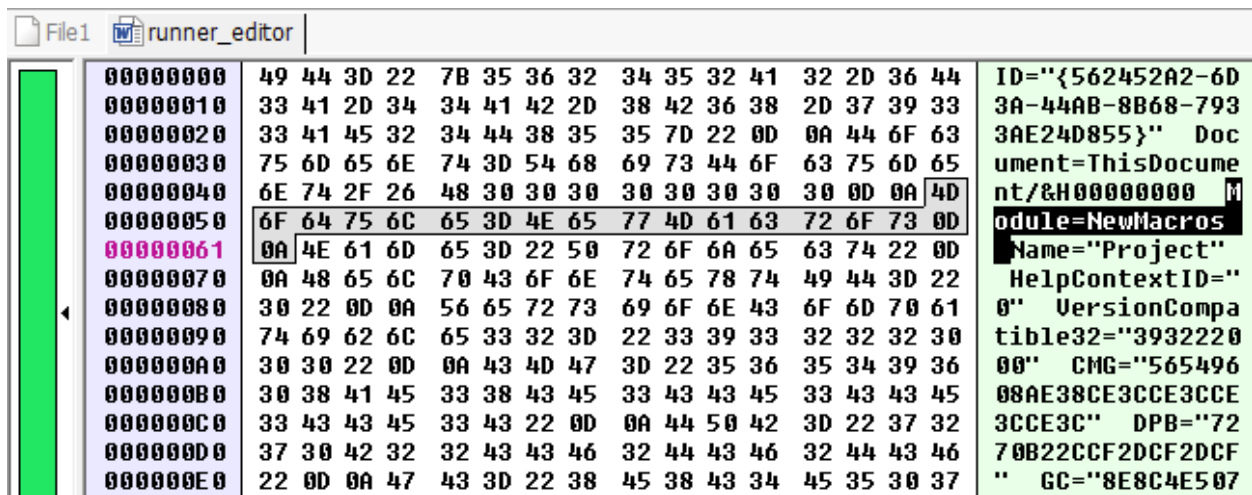 File1 runner_editor
00000000 49 44 3D 22 7B 35 36 32 34 35 32 41 32 2D 36 44 ID="{562452A2-6D
00000010 33 41 2D 34 34 41 42 2D 38 42 36 38 2D 37 39 33 3A-44AB-8B68-793
00000020 33 41 45 32 34 44 38 35 35 7D 22 0D 0A 44 6F 63 3AE24D855}" Doc
00000030 75 6D 65 6E 74 3D 54 68 69 73 44 6F 63 75 6D 65 ument=ThisDocume
00000040 6E 74 2F 26 48 30 30 30 30 30 30 30 30 0D 0A 4D nt/&H00000000 M
00000050 6F 64 75 6C 65 3D 4E 65 77 4D 61 63 72 6F 73 0D odule=NewMacros
00000061 0A 4E 61 6D 65 3D 22 50 72 6F 6A 65 63 74 22 0D Name="Project"
00000070 0A 48 65 6C 70 43 6F 6E 74 65 78 74 49 44 3D 22 HelpContextID="
00000080 30 22 0D 0A 56 65 72 73 69 6F 6E 43 6F 6D 70 61 0" VersionCompa
00000090 74 69 62 6C 65 33 32 3D 22 33 39 33 32 32 32 30 tible32="3932220
000000A0 30 30 22 0D 0A 43 4D 47 3D 22 35 36 35 34 39 36 00" CMG="565496
000000B0 30 38 41 45 33 38 43 45 33 43 43 45 33 43 43 45 08AE38CE3CCE3CCE
000000C0 33 43 43 45 33 43 22 0D 0A 44 50 42 3D 22 37 32 3CCE3C" DPB="72
000000D0 37 30 42 32 32 43 43 46 32 44 43 46 32 44 43 46 70B22CCF2DCF2DCF
000000E0 22 0D 0A 47 43 3D 22 38 45 38 43 34 45 35 30 37 " GC="8E8C4E507